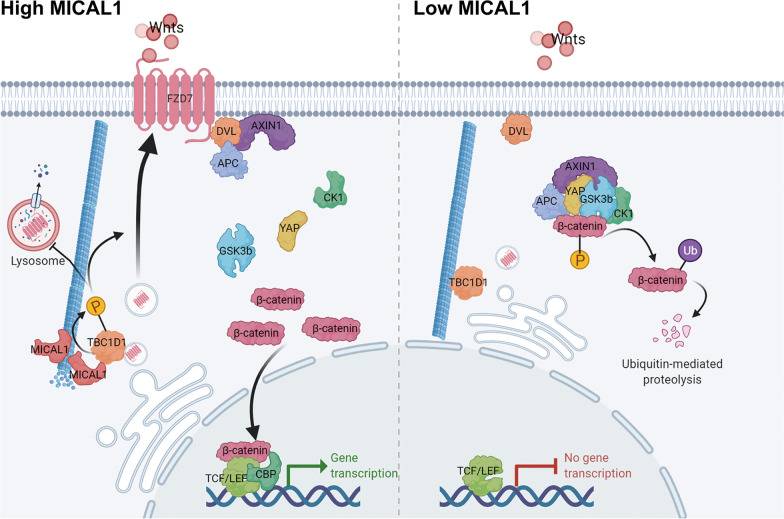 High MICAL1
Wnts
FZD7
DVL
AXIN1
APC
CK1
YAP
GSK3b
Lysosome
P
MICAL1
TBC1D1
MICAL1
β-catenin
β-catenin
β-catenin
β-catenin
TCF/LEF
CBP
Gene
transcription
Low MICAL1
Wnts
DVL
AXIN1
APC
YAP
GSK3b
CK1
β-catenin
P
Ub
β-catenin
TBC1D1
Ubiquitin-mediated
proteolysis
TCF/LEF
No gene
transcription